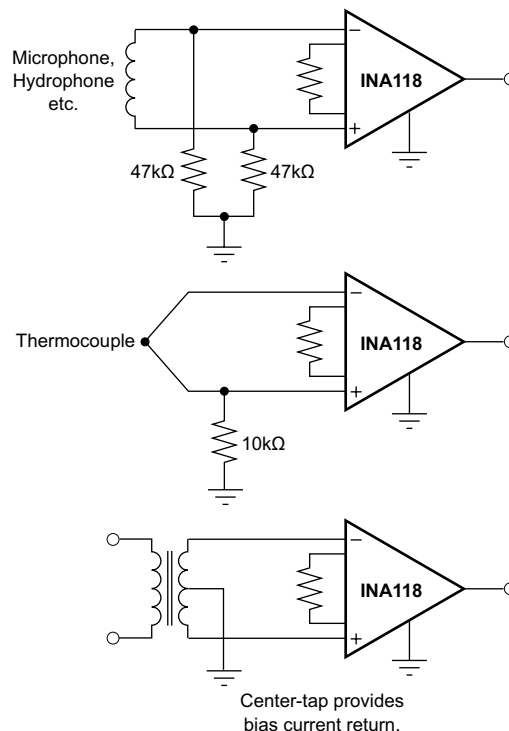 Microphone,
Hydrophone
etc.
−
INA118
+
47kΩ
47kΩ
Thermocouple
−
INA118
+
10kΩ
−
INA118
+
Center-tap provides
bias current return.